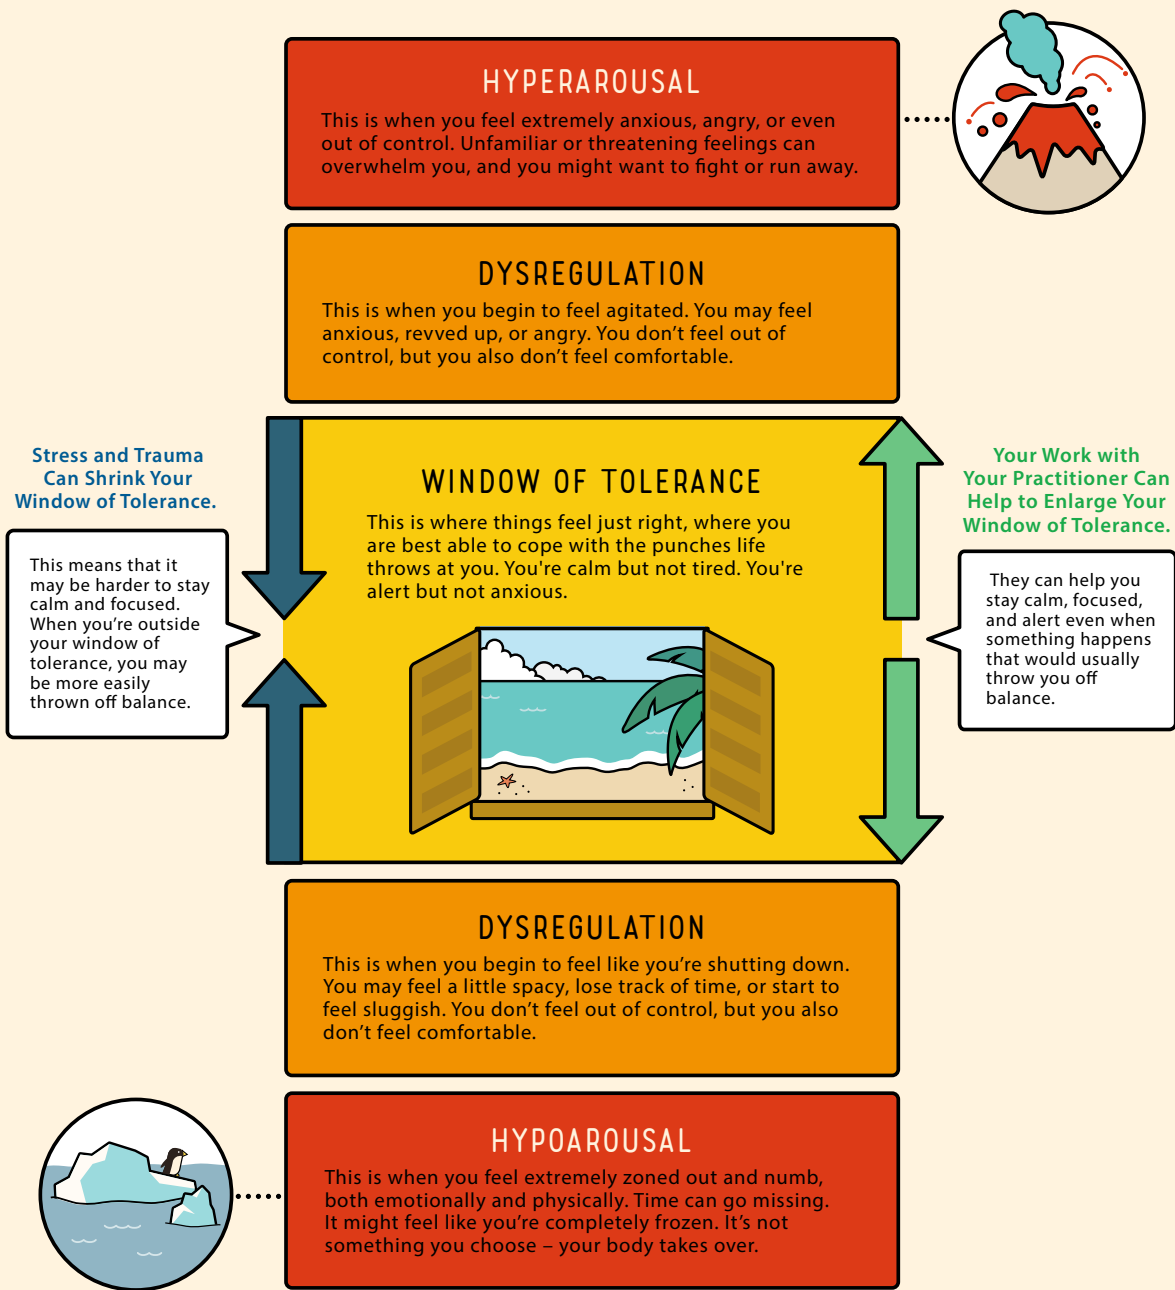 HYPERAROUSAL
This is when you feel extremely anxious, angry, or even
out of control. Unfamiliar or threatening feelings can
overwhelm you, and you might want to fight or run away.
DYSREGULATION
This is when you begin to feel agitated. You may feel
anxious, revved up, or angry. You don’t feel out of
control, but you also don’t feel comfortable.
Stress and Trauma
Can Shrink Your
Window of Tolerance.
This means that it
may be harder to stay
calm and focused.
When you’re outside
your window of
tolerance, you may
be more easily
thrown off balance.
WINDOW OF TOLERANCE
This is where things feel just right, where you
are best able to cope with the punches life
throws at you. You're calm but not tired. You're
alert but not anxious.
Your Work with
Your Practitioner Can
Help to Enlarge Your
Window of Tolerance.
They can help you
stay calm, focused,
and alert even when
something happens
that would usually
throw you off
balance.
DYSREGULATION
This is when you begin to feel like you’re shutting down.
You may feel a little spacy, lose track of time, or start to
feel sluggish. You don’t feel out of control, but you also
don’t feel comfortable.
HYPOAROUSAL
This is when you feel extremely zoned out and numb,
both emotionally and physically. Time can go missing.
It might feel like you’re completely frozen. It’s not
something you choose – your body takes over.